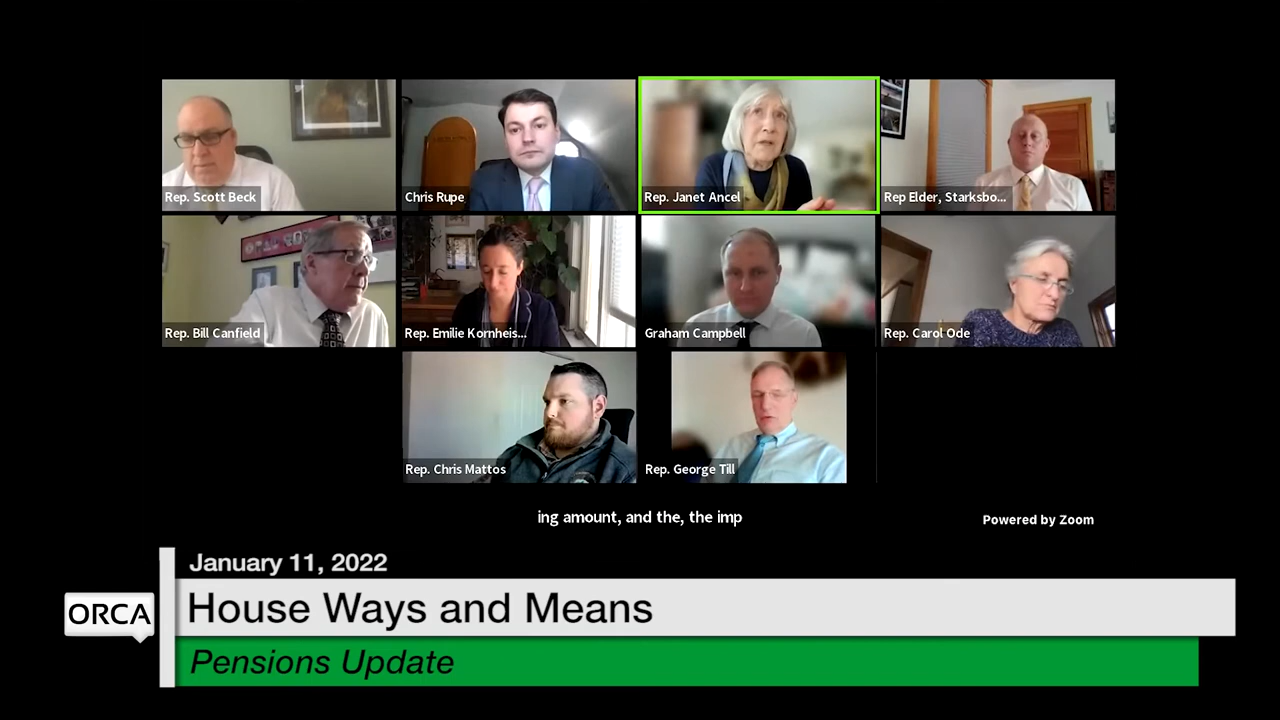 Rep. Scott Beck
Chris Rupe
Rep. Janet Ancel
Rep Elder, Starksbo...
Rep. Bill Canfield
Rep. Emilie Kornheis...
Graham Campbell
Rep. Carol Ode
Rep. Chris Mattos
Rep. George Till
ing amount, and the, the imp
Powered by Zoom
January 11, 2022
ORCA
House Ways and Means
Pensions Update